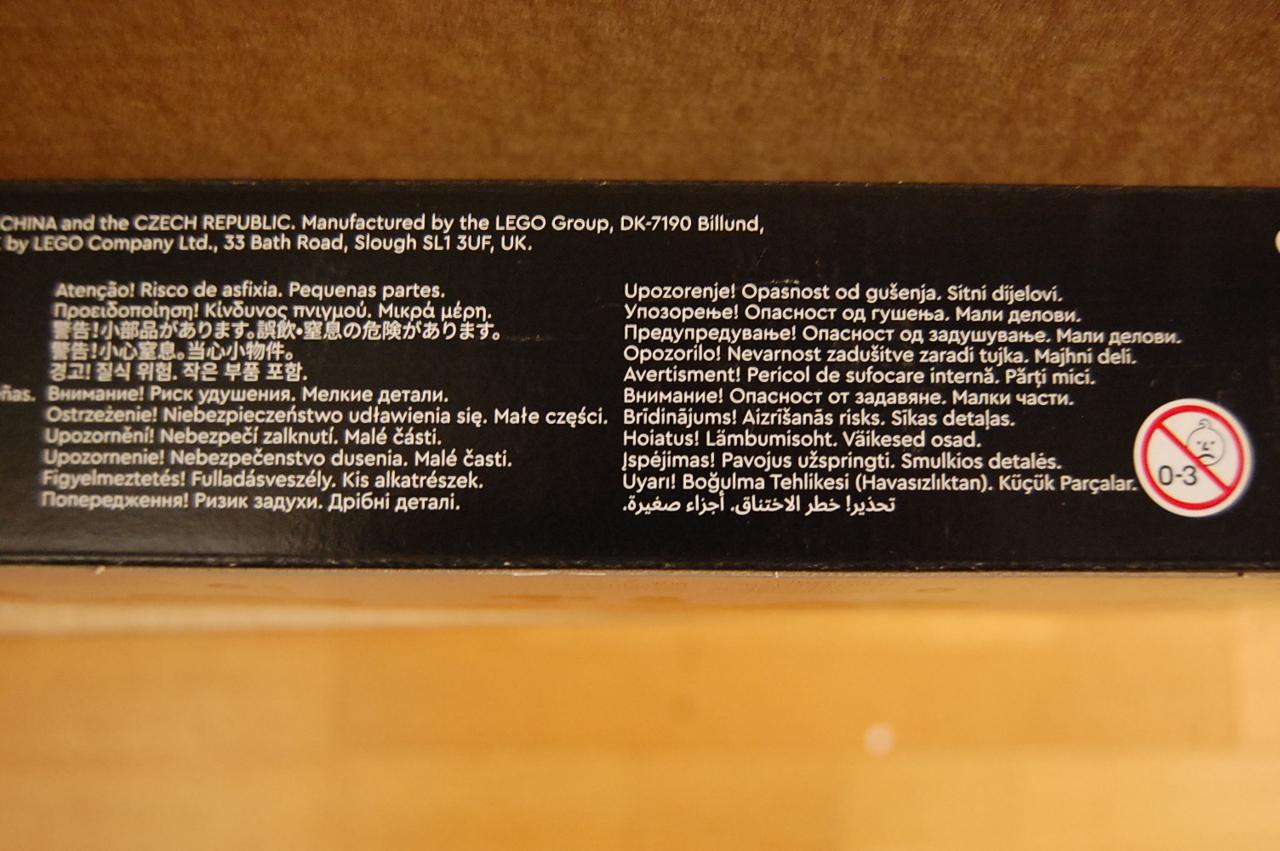 CHINA and the CZECH REPUBLIC. Manufactured by the LEGO Group, DK-7190 Billund,
by LEGO Company Ltd., 33 Bath Road, Slough SL1 3UF, UK.
Atenção! Risco de asfixia. Pequenas partes.
Προειδοποίηση! Κίνδυνος πνιγμού. Μικρά μέρη.
警告!小部品があります。誤飲・窒息の危険があります。
警告!小心窒息。当心小物件。
경고! 질식 위험. 작은 부품 포함.
ñas. Внимание! Риск удушения. Мелкие детали.
Ostrzeżenie! Niebezpieczeństwo udławienia się. Małe części.
Upozornění! Nebezpečí zalknutí. Malé části.
Upozornenie! Nebezpečenstvo dusenia. Malé časti.
Figyelmeztetés! Fulladásveszély. Kis alkatrészek.
Попередження! Ризик задухи. Дрібні деталі.
Upozorenje! Opasnost od gušenja. Sitni dijelovi.
Упозорење! Опасност од гушења. Мали делови.
Предупредување! Опасност од задушување. Мали делови.
Opozorilo! Nevarnost zadušitve zaradi tujka. Majhni deli.
Avertisment! Pericol de sufocare internă. Părți mici.
Внимание! Опасност от задавяне. Малки части.
Brīdinājums! Aizrīšanās risks. Sīkas detaļas.
Hoiatus! Lämbumisoht. Väikesed osad.
Įspėjimas! Pavojus užspringti. Smulkios detalės.
Uyarı! Boğulma Tehlikesi (Havasızlıktan). Küçük Parçalar.
تحذير! خطر الاختناق. أجزاء صغيرة.
0-3